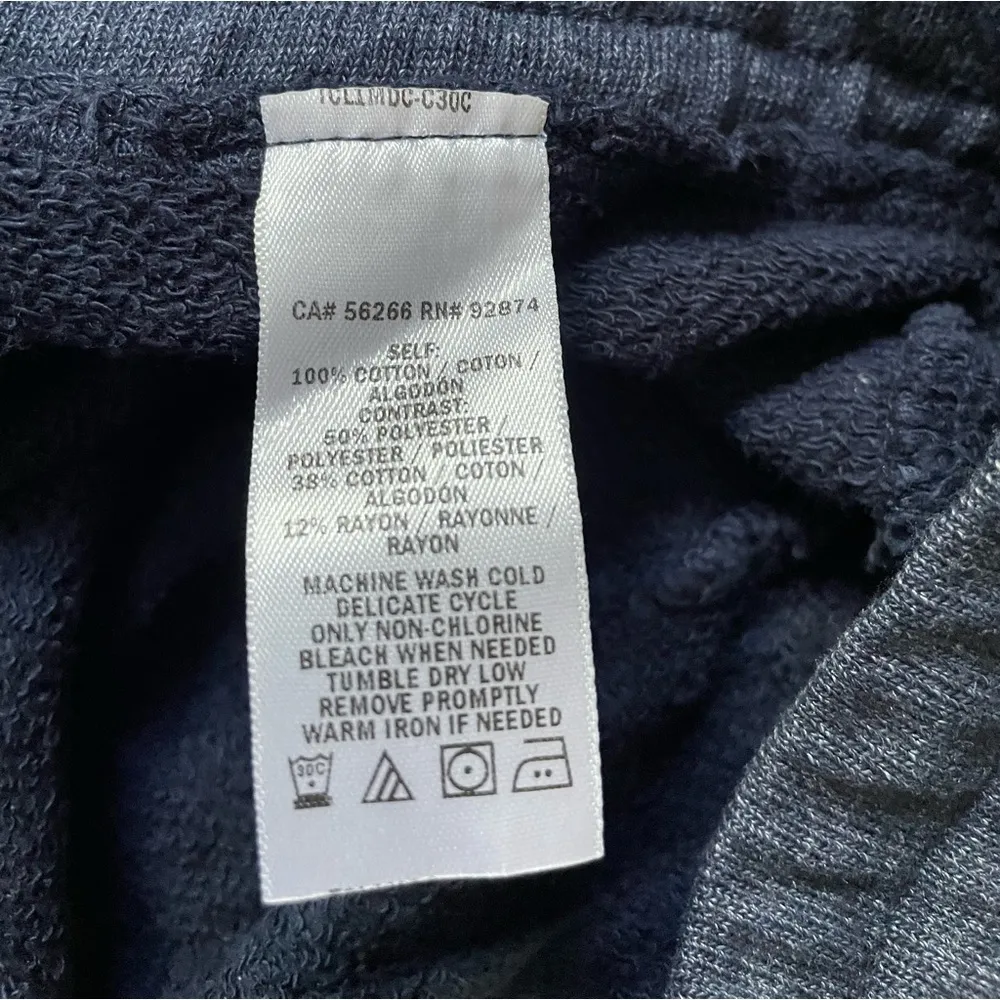 CA# 56266 RN# 92874
SELF:
100% COTTON / COTON /
ALGODÓN
CONTRAST:
50% POLYESTER /
POLYESTER / POLIESTER
38% COTTON / COTON /
ALGODÓN
12% RAYON / RAYONNE /
RAYON
MACHINE WASH COLD
DELICATE CYCLE
ONLY NON-CHLORINE
BLEACH WHEN NEEDED
TUMBLE DRY LOW
REMOVE PROMPTLY
WARM IRON IF NEEDED
30C